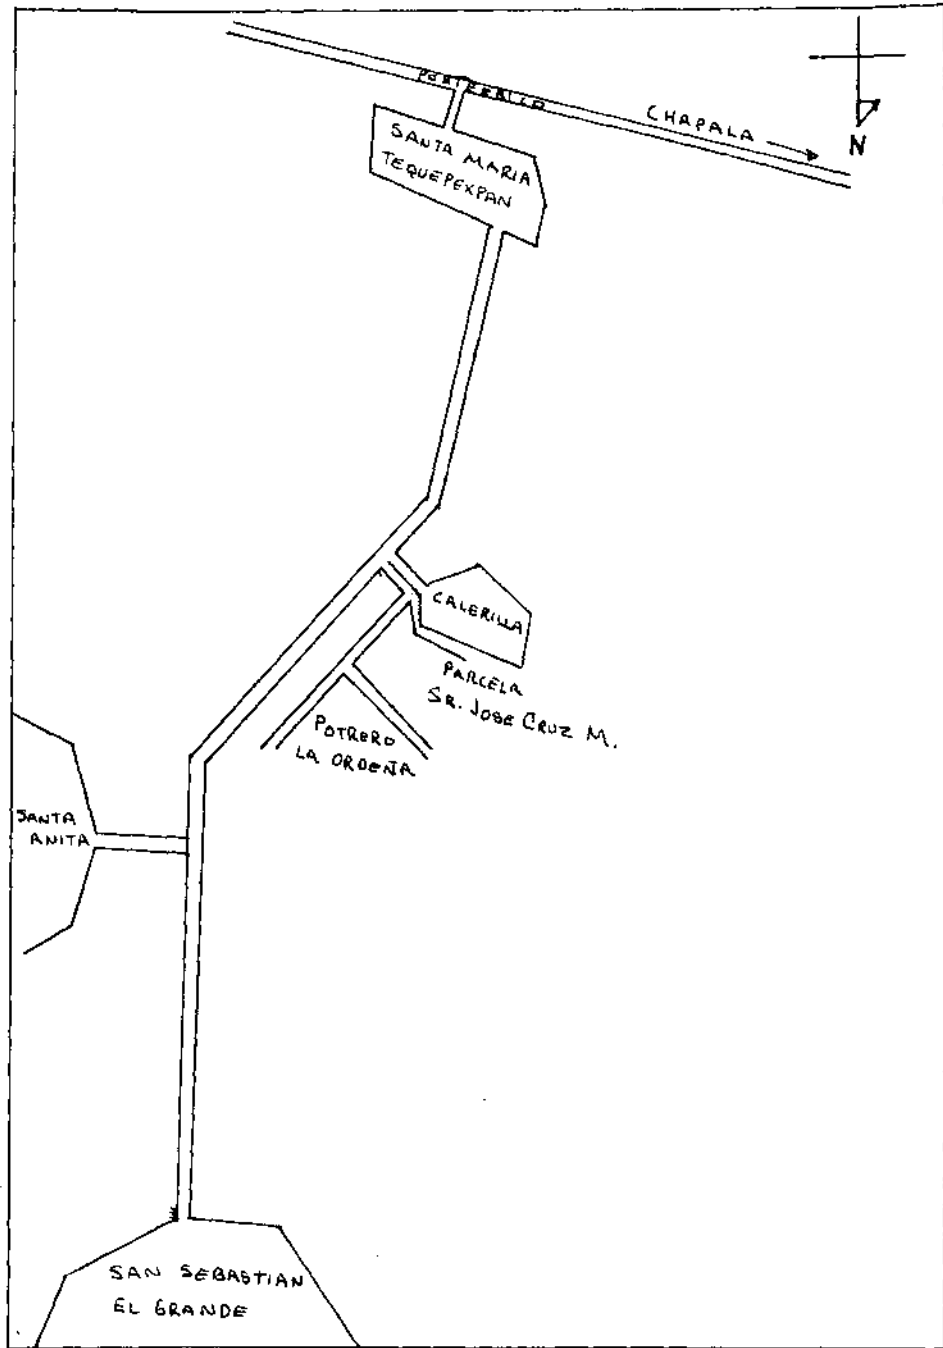 PERIFERICO
CHAPALA
N
SANTA MARIA
TEQUEPEXPAN
CALERILLA
PARCELA
SR. JOSE CRUZ M.
POTRERO
LA ORDEÑA
SANTA
ANITA
SAN SEBASTIAN
EL GRANDE